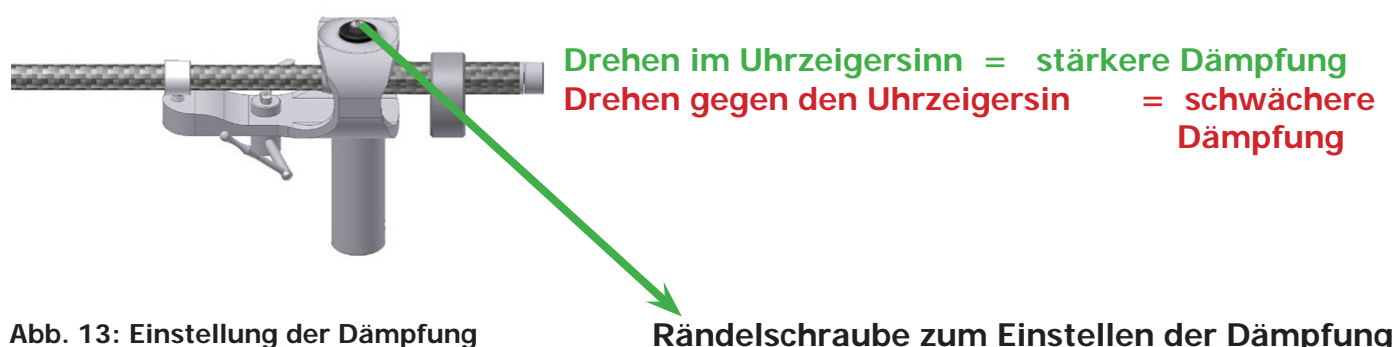 Drehen im Uhrzeigersinn = stärkere Dämpfung
Drehen gegen den Uhrzeigersin = schwächere
Dämpfung
Abb. 13: Einstellung der Dämpfung
Rändelschraube zum Einstellen der Dämpfung